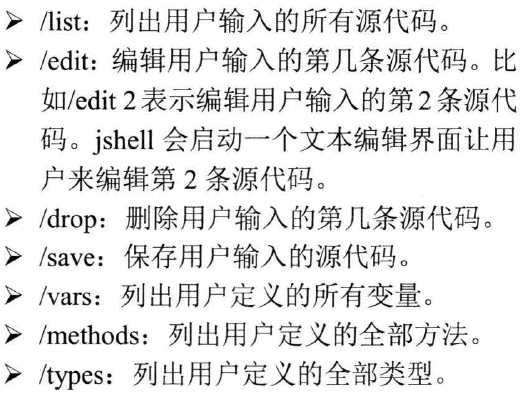 ➢ /list：列出用户输入的所有源代码。
➢ /edit：编辑用户输入的第几条源代码。比
如/edit 2表示编辑用户输入的第2条源代
码。jshell 会启动一个文本编辑界面让用
户来编辑第 2 条源代码。
➢ /drop：删除用户输入的第几条源代码。
➢ /save：保存用户输入的源代码。
➢ /vars：列出用户定义的所有变量。
➢ /methods：列出用户定义的全部方法。
➢ /types：列出用户定义的全部类型。